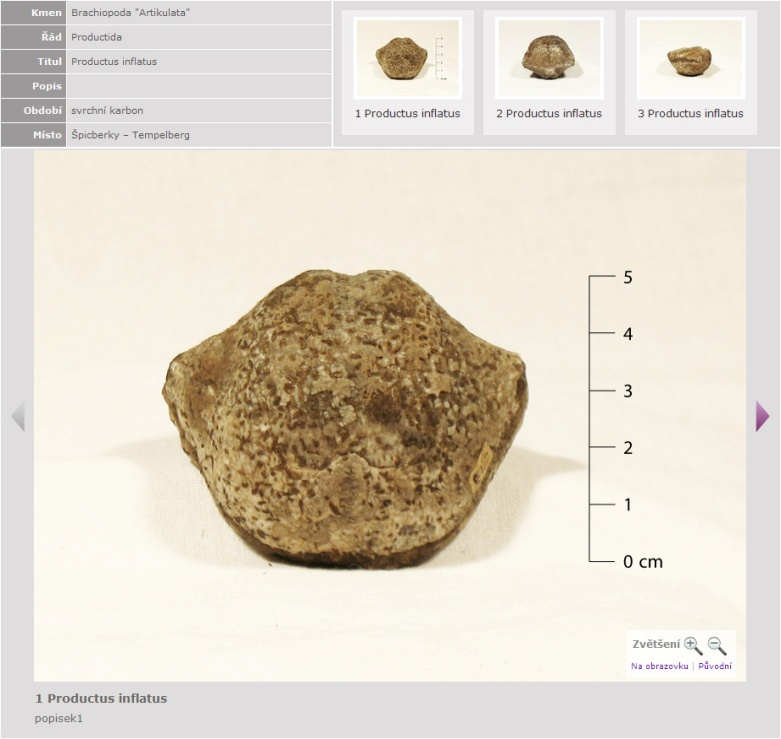 Kmen Brachiopoda "Artikulata"
Řád Productida
Titul Productus inflatus
Popis
Období svrchní karbon
Místo Špicberky – Tempelberg
1 Productus inflatus
2 Productus inflatus
3 Productus inflatus
5
4
3
2
1
0 cm
Zvětšení
Na obrazovku | Původní
1 Productus inflatus
popisek1